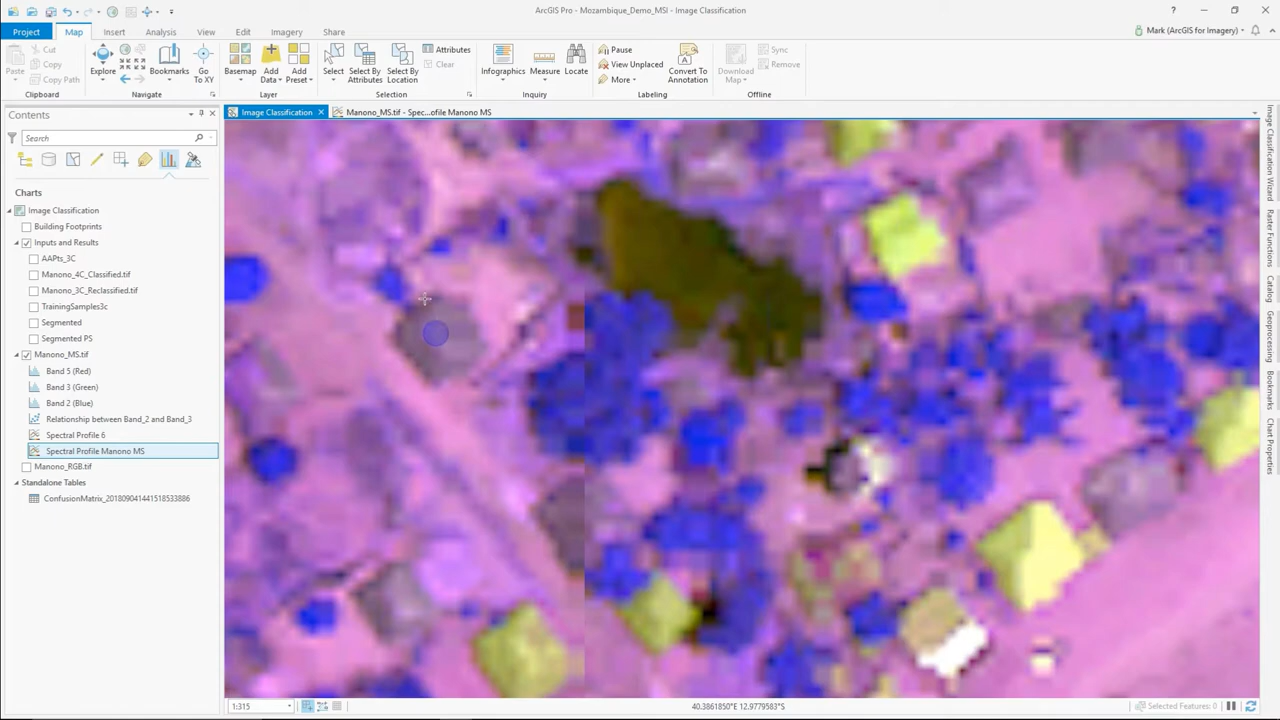 ArcGIS Pro - Mozambique_Demo_MSI - Image Classification
? 
Project Map Insert Analysis View Edit Imagery Share
Mark (ArcGIS for Imagery)
Paste
Cut
Copy
Copy Path
Clipboard
Explore
Bookmarks
Go To XY
Navigate
Basemap
Add Data
Add Preset
Layer
Select
Select By Attributes
Select By Location
Attributes
Clear
Selection
Infographics
Measure
Locate
Inquiry
Pause
View Unplaced
More
Convert To Annotation
Labeling
Download Map
Sync
Remove
Offline
Contents
Search
Charts
Image Classification
Building Footprints
Inputs and Results
AAPts_3C
Manono_4C_Classified.tif
Manono_3C_Reclassified.tif
TrainingSamples3c
Segmented
Segmented PS
Manono_MS.tif
Band 5 (Red)
Band 3 (Green)
Band 2 (Blue)
Relationship between Band_2 and Band_3
Spectral Profile 6
Spectral Profile Manono MS
Manono_RGB.tif
Standalone Tables
ConfusionMatrix_201809041441518533886
Image Classification
Manono_MS.tif - Spec...ofile Manono MS
Image Classification Wizard
Raster Functions
Catalog
Geoprocessing
Bookmarks
Chart Properties
1:315
40.3861850°E 12.9779583°S
Selected Features: 0